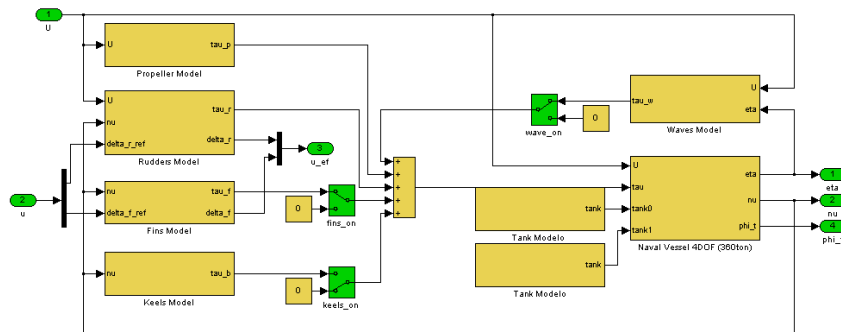 1
U
U
tau_p
Propeller Model
U
nu
delta_r_ref
tau_r
delta_r
Rudders Model
3
u_ef
2
u
nu
delta_f_ref
tau_f
delta_f
Fins Model
0
fins_on
nu
tau_b
Keels Model
0
keels_on
+
+
+
+
+
wave_on
0
tau_w
U
eta
Waves Model
tank
Tank Modelo
tank
Tank Modelo
U
tau
tank0
tank1
eta
nu
phi_t
Naval Vessel 4DOF (360ton)
1
eta
2
nu
4